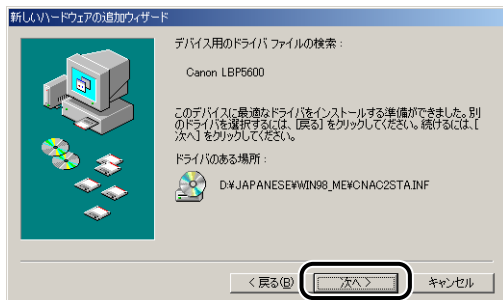 新しいハードウェアの追加ウィザード
デバイス用のドライバ ファイルの検索 :
Canon LBP5600
このデバイスに最適なドライバをインストールする準備ができました。別
のドライバを選択するには、[戻る] をクリックしてください。続けるには、[
次へ] をクリックしてください。
ドライバのある場所 :
D:¥JAPANESE¥WIN98_ME¥CNAC2STA.INF
< 戻る(B)
次へ >
キャンセル